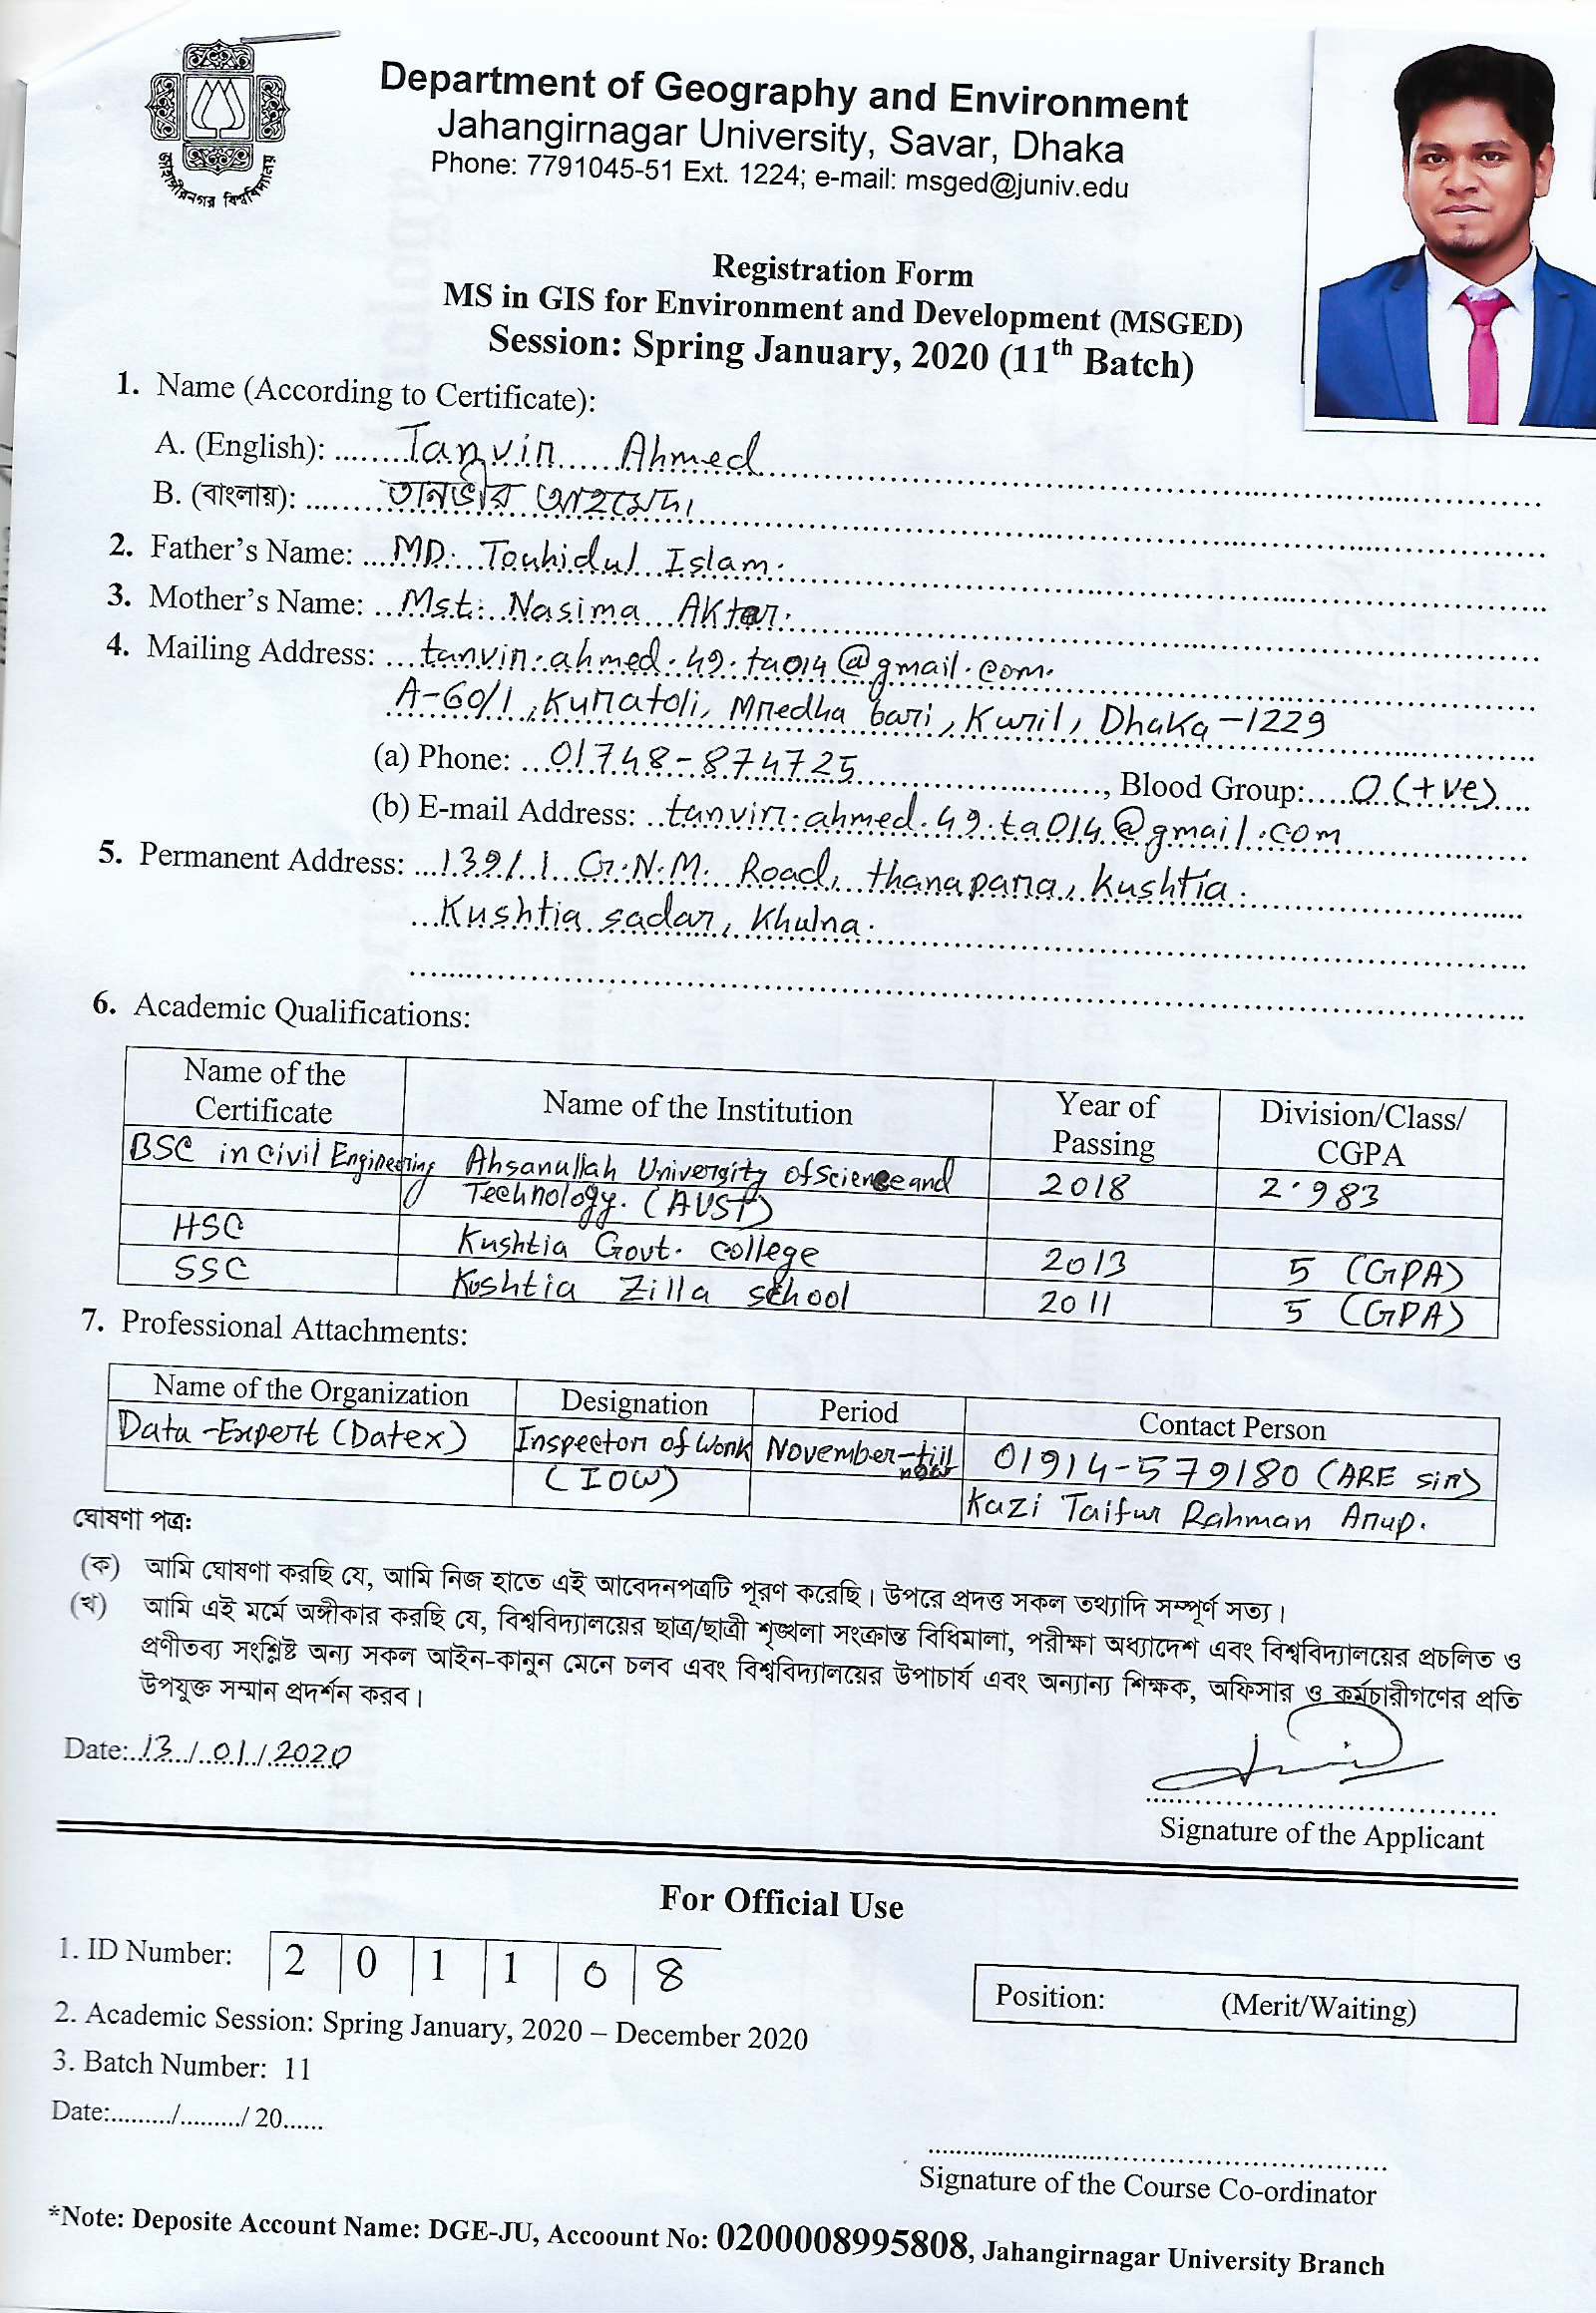 জাহাঙ্গীরনগর বিশ্ববিদ্যালয়
Department of Geography and Environment
Jahangirnagar University, Savar, Dhaka
Phone: 7791045-51 Ext. 1224; e-mail: msged@juniv.edu
Registration Form
MS in GIS for Environment and Development (MSGED)
Session: Spring January, 2020 (11th Batch)
1. Name (According to Certificate):
A. (English): Tanvir Ahmed
B. (বাংলায়): তানভীর আহমেদ।
2. Father's Name: MD. Touhidul Islam.
3. Mother's Name: Mst. Nasima Akter.
4. Mailing Address: tanvir.ahmed.49.ta014@gmail.com.
A-60/1, Kuratoli, Mredha bari, Kuril, Dhaka-1229
(a) Phone: 01748-874725, Blood Group: O (+ve)
(b) E-mail Address: tanvir.ahmed.49.ta014@gmail.com
5. Permanent Address: 139/1 G.N.M. Road, thanapara, Kushtia.
Kushtia sadar, Khulna.
6. Academic Qualifications:
Name of the Certificate Name of the Institution Year of Passing Division/Class/ CGPA
BSC in Civil Engineering Ahsanullah University of Science and Technology. (AUST) 2018 2.983
HSC Kushtia Govt. college 2013 5 (GPA)
SSC Kushtia Zilla school 2011 5 (GPA)
7. Professional Attachments:
Name of the Organization Designation Period Contact Person
Data-Expert (Datex) Inspector of Work November-till now 01914-579180 (ARE sir)
(IOW) Kazi Taifur Rahman Arup.
ঘোষণা পত্র:
(ক) আমি ঘোষণা করছি যে, আমি নিজ হাতে এই আবেদনপত্রটি পূরণ করেছি। উপরে প্রদত্ত সকল তথ্যাদি সম্পূর্ণ সত্য।
(খ) আমি এই মর্মে অঙ্গীকার করছি যে, বিশ্ববিদ্যালয়ের ছাত্র/ছাত্রী শৃঙ্খলা সংক্রান্ত বিধিমালা, পরীক্ষা অধ্যাদেশ এবং বিশ্ববিদ্যালয়ের প্রচলিত ও
প্রণীতব্য সংশ্লিষ্ট অন্য সকল আইন-কানুন মেনে চলব এবং বিশ্ববিদ্যালয়ের উপাচার্য এবং অন্যান্য শিক্ষক, অফিসার ও কর্মচারীগণের প্রতি
উপযুক্ত সম্মান প্রদর্শন করব।
Date: 13/01/2020
Signature of the Applicant
For Official Use
1. ID Number: 2 0 1 1 0 8
Position: (Merit/Waiting)
2. Academic Session: Spring January, 2020 – December 2020
3. Batch Number: 11
Date:........./........./ 20......
Signature of the Course Co-ordinator
*Note: Deposite Account Name: DGE-JU, Accoount No: 0200008995808, Jahangirnagar University Branch